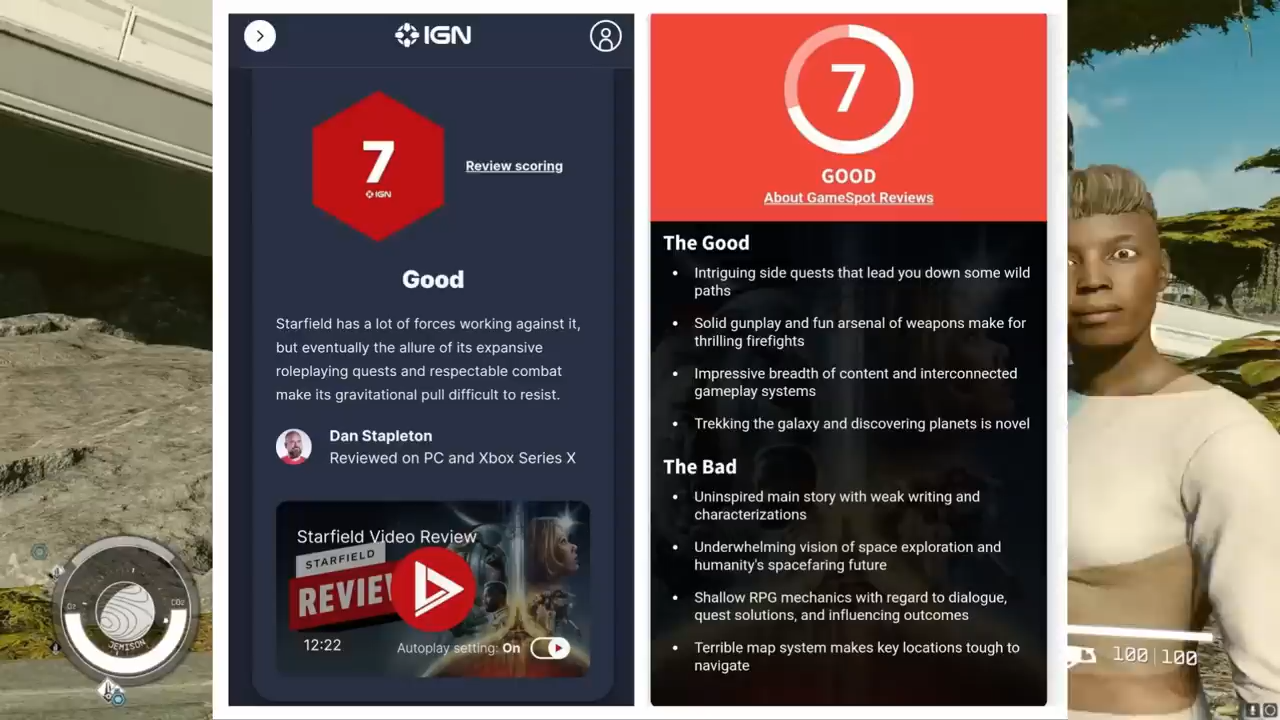 IGN
7
IGN
Review scoring
Good
Starfield has a lot of forces working against it,
but eventually the allure of its expansive
roleplaying quests and respectable combat
make its gravitational pull difficult to resist.
Dan Stapleton
Reviewed on PC and Xbox Series X
Starfield Video Review
STARFIELD
REVIEW
12:22
Autoplay setting: On
7
GOOD
About GameSpot Reviews
The Good
• Intriguing side quests that lead you down some wild
paths
• Solid gunplay and fun arsenal of weapons make for
thrilling firefights
• Impressive breadth of content and interconnected
gameplay systems
• Trekking the galaxy and discovering planets is novel
The Bad
• Uninspired main story with weak writing and
characterizations
• Underwhelming vision of space exploration and
humanity's spacefaring future
• Shallow RPG mechanics with regard to dialogue,
quest solutions, and influencing outcomes
• Terrible map system makes key locations tough to
navigate
O2
CO2
JEMISON
100 | 100